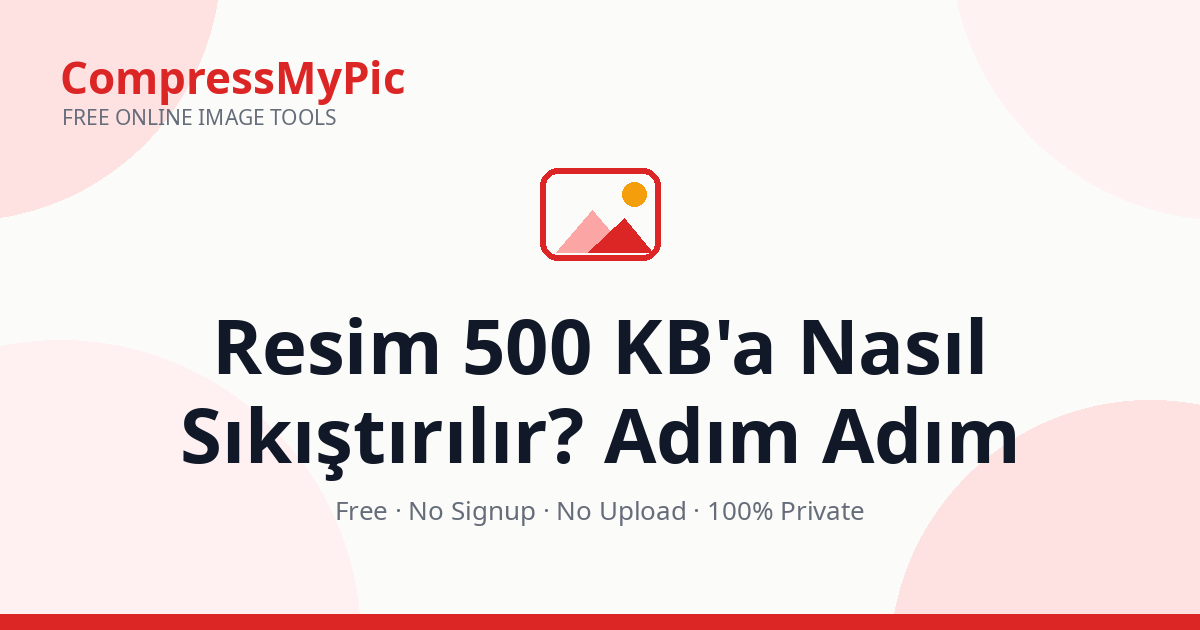 CompressMyPic
FREE ONLINE IMAGE TOOLS
Resim 500 KB'a Nasıl
Sıkıştırılır? Adım Adım
Free · No Signup · No Upload · 100% Private